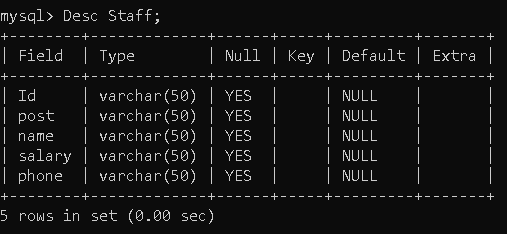 mysql> Desc Staff;
+--------+-------------+------+-----+---------+-------+
| Field  | Type        | Null | Key | Default | Extra |
+--------+-------------+------+-----+---------+-------+
| Id     | varchar(50) | YES  |     | NULL    |       |
| post   | varchar(50) | YES  |     | NULL    |       |
| name   | varchar(50) | YES  |     | NULL    |       |
| salary | varchar(50) | YES  |     | NULL    |       |
| phone  | varchar(50) | YES  |     | NULL    |       |
+--------+-------------+------+-----+---------+-------+
5 rows in set (0.00 sec)